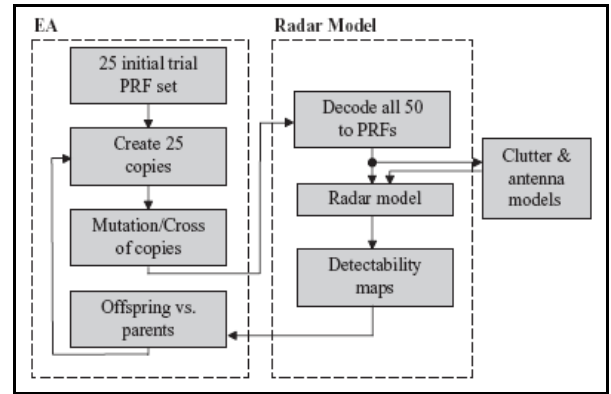 EA
25 initial trial
PRF set
Create 25
copies
Mutation/Cross
of copies
Offspring vs.
parents
Radar Model
Decode all 50
to PRFs
Radar model
Detectability
maps
Clutter &
antenna
models